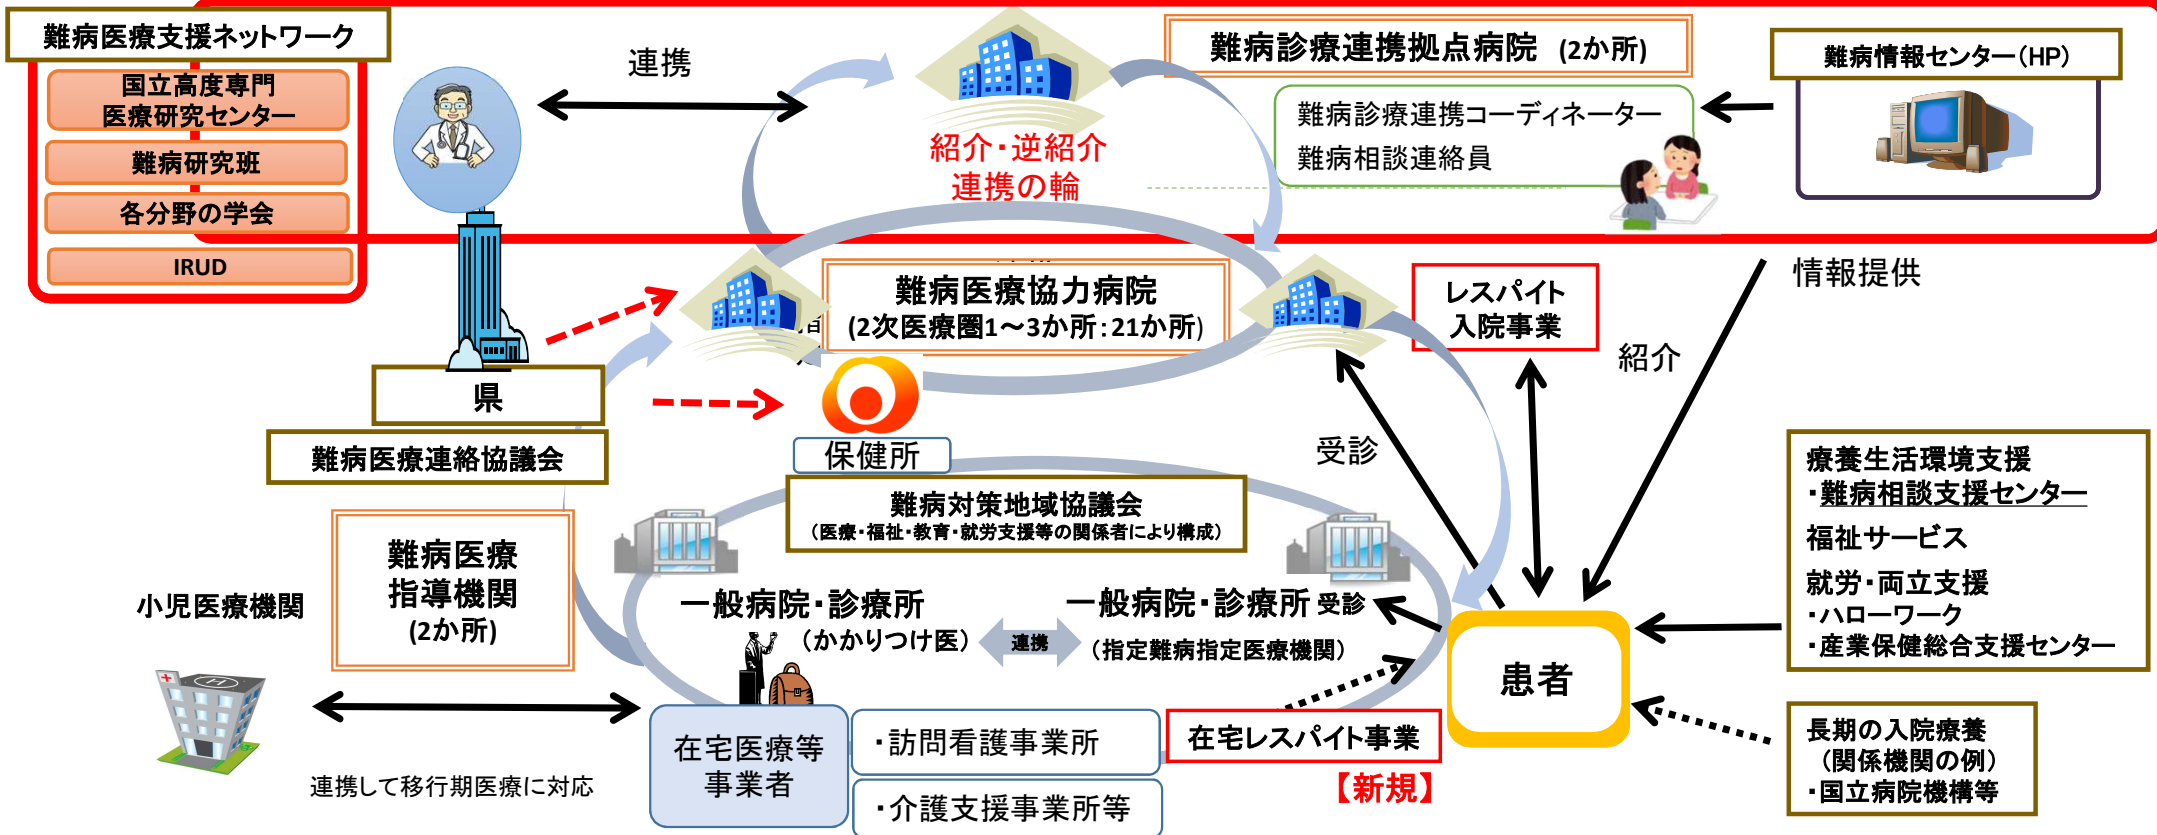 難病医療支援ネットワーク
国立高度専門
医療研究センター
難病研究班
各分野の学会
IRUD
連携
紹介・逆紹介
連携の輪
難病診療連携拠点病院 (2か所)
難病診療連携コーディネーター
難病相談連絡員
難病情報センター(HP)
情報提供
難病医療協力病院
(2次医療圏1～3か所:21か所)
レスパイト
入院事業
紹介
県
難病医療連絡協議会
保健所
受診
難病対策地域協議会
(医療・福祉・教育・就労支援等の関係者により構成)
療養生活環境支援
・難病相談支援センター
福祉サービス
就労・両立支援
・ハローワーク
・産業保健総合支援センター
難病医療
指導機関
(2か所)
小児医療機関
一般病院・診療所
(かかりつけ医)
連携
一般病院・診療所 受診
(指定難病指定医療機関)
患者
連携して移行期医療に対応
在宅医療等
事業者
・訪問看護事業所
・介護支援事業所等
在宅レスパイト事業
【新規】
長期の入院療養
(関係機関の例)
・国立病院機構等